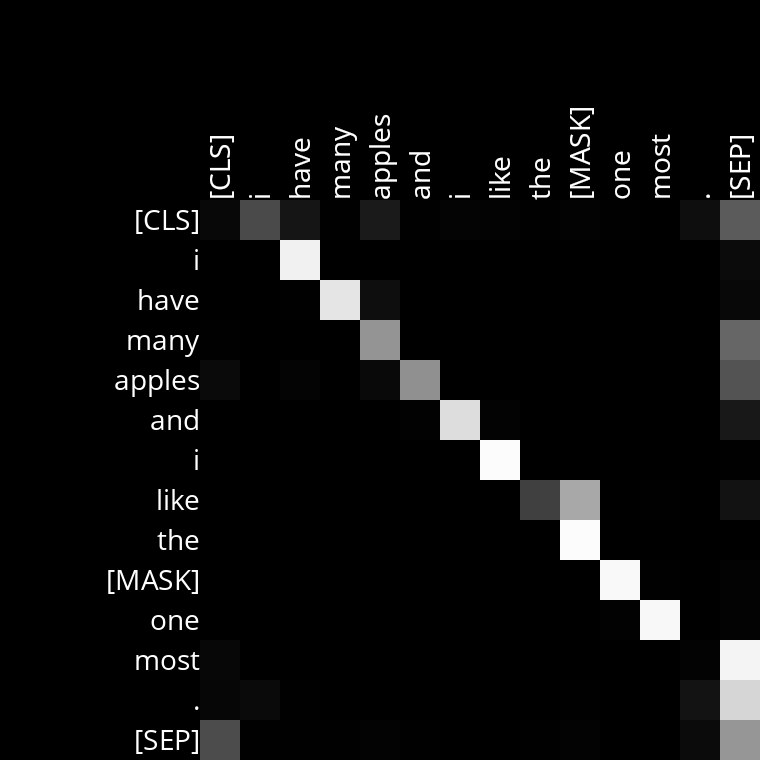 [CLS]
i
have
many
apples
and
i
like
the
[MASK]
one
most
.
[SEP]
[CLS]
i
have
many
apples
and
i
like
the
[MASK]
one
most
.
[SEP]